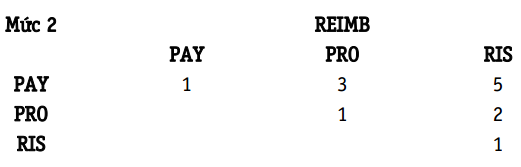 Mức 2 REIMB
PAY PRO RIS
PAY 1 3 5
PRO 1 2
RIS 1